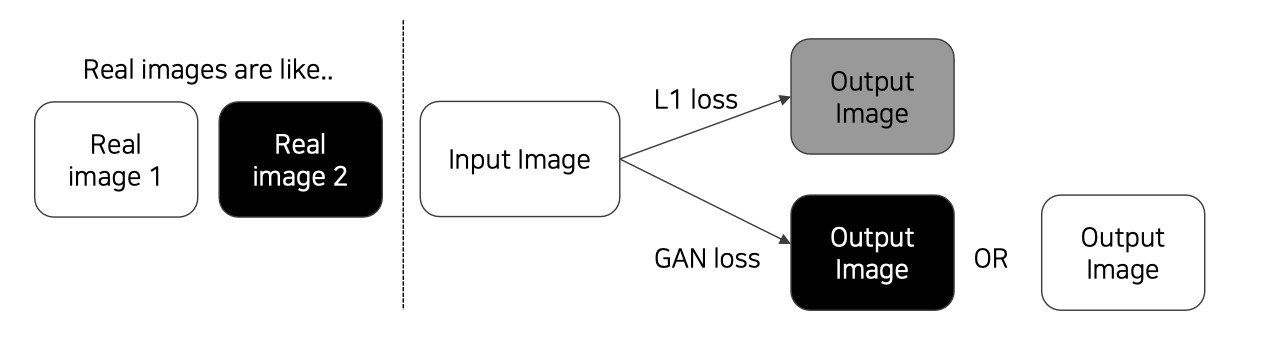 Real images are like..
Real
image 1
Real
image 2
Input Image
L1 loss
Output
Image
GAN loss
Output
Image
OR
Output
Image